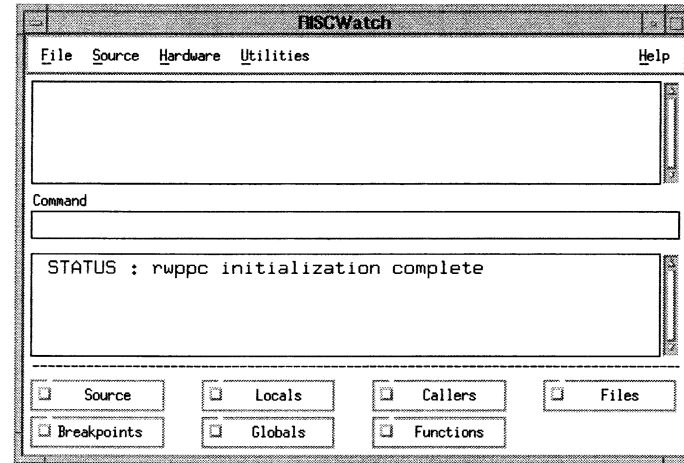 RISCWatch
File Source Hardware Utilities Help
Command
STATUS : rwppc initialization complete
Source Locals Callers Files
Breakpoints Globals Functions